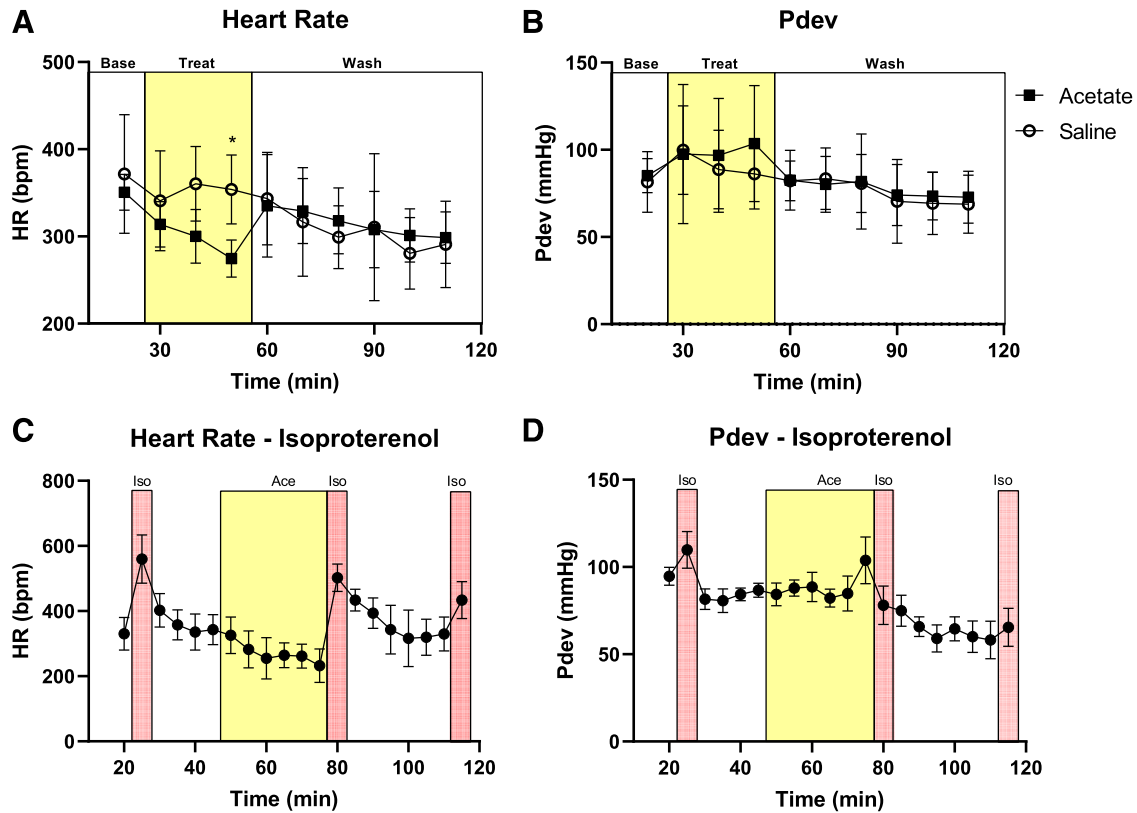 A
Heart Rate
HR (bpm)
500
400
300
200
Base
Treat
Wash
*
30
60
90
120
Time (min)
B
Pdev
Pdev (mmHg)
150
100
50
0
Base
Treat
Wash
30
60
90
120
Time (min)
Acetate
Saline
C
Heart Rate - Isoproterenol
HR (bpm)
800
600
400
200
0
Iso
Ace
Iso
Iso
20
40
60
80
100
120
Time (min)
D
Pdev - Isoproterenol
Pdev (mmHg)
150
100
50
0
Iso
Ace
Iso
Iso
20
40
60
80
100
120
Time (min)